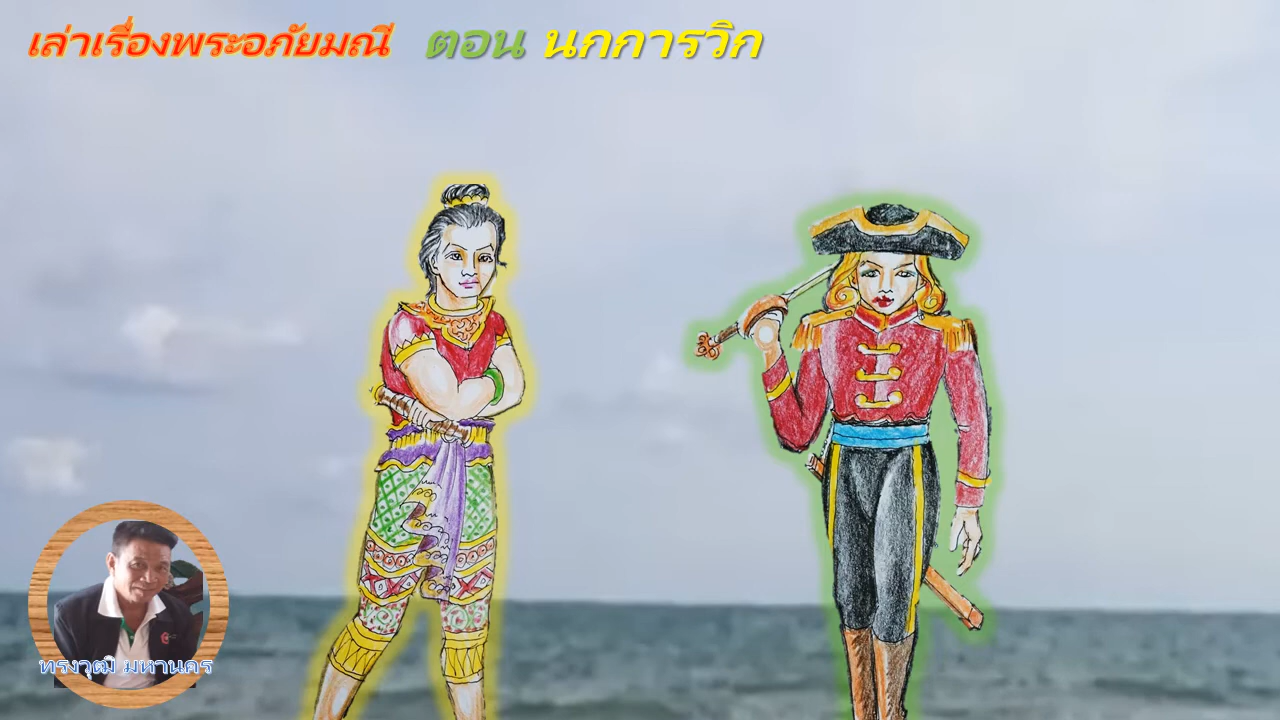 เล่าเรื่องพระอภัยมณี ตอน นกการวิก
ทรงวุฒิ มหานคร